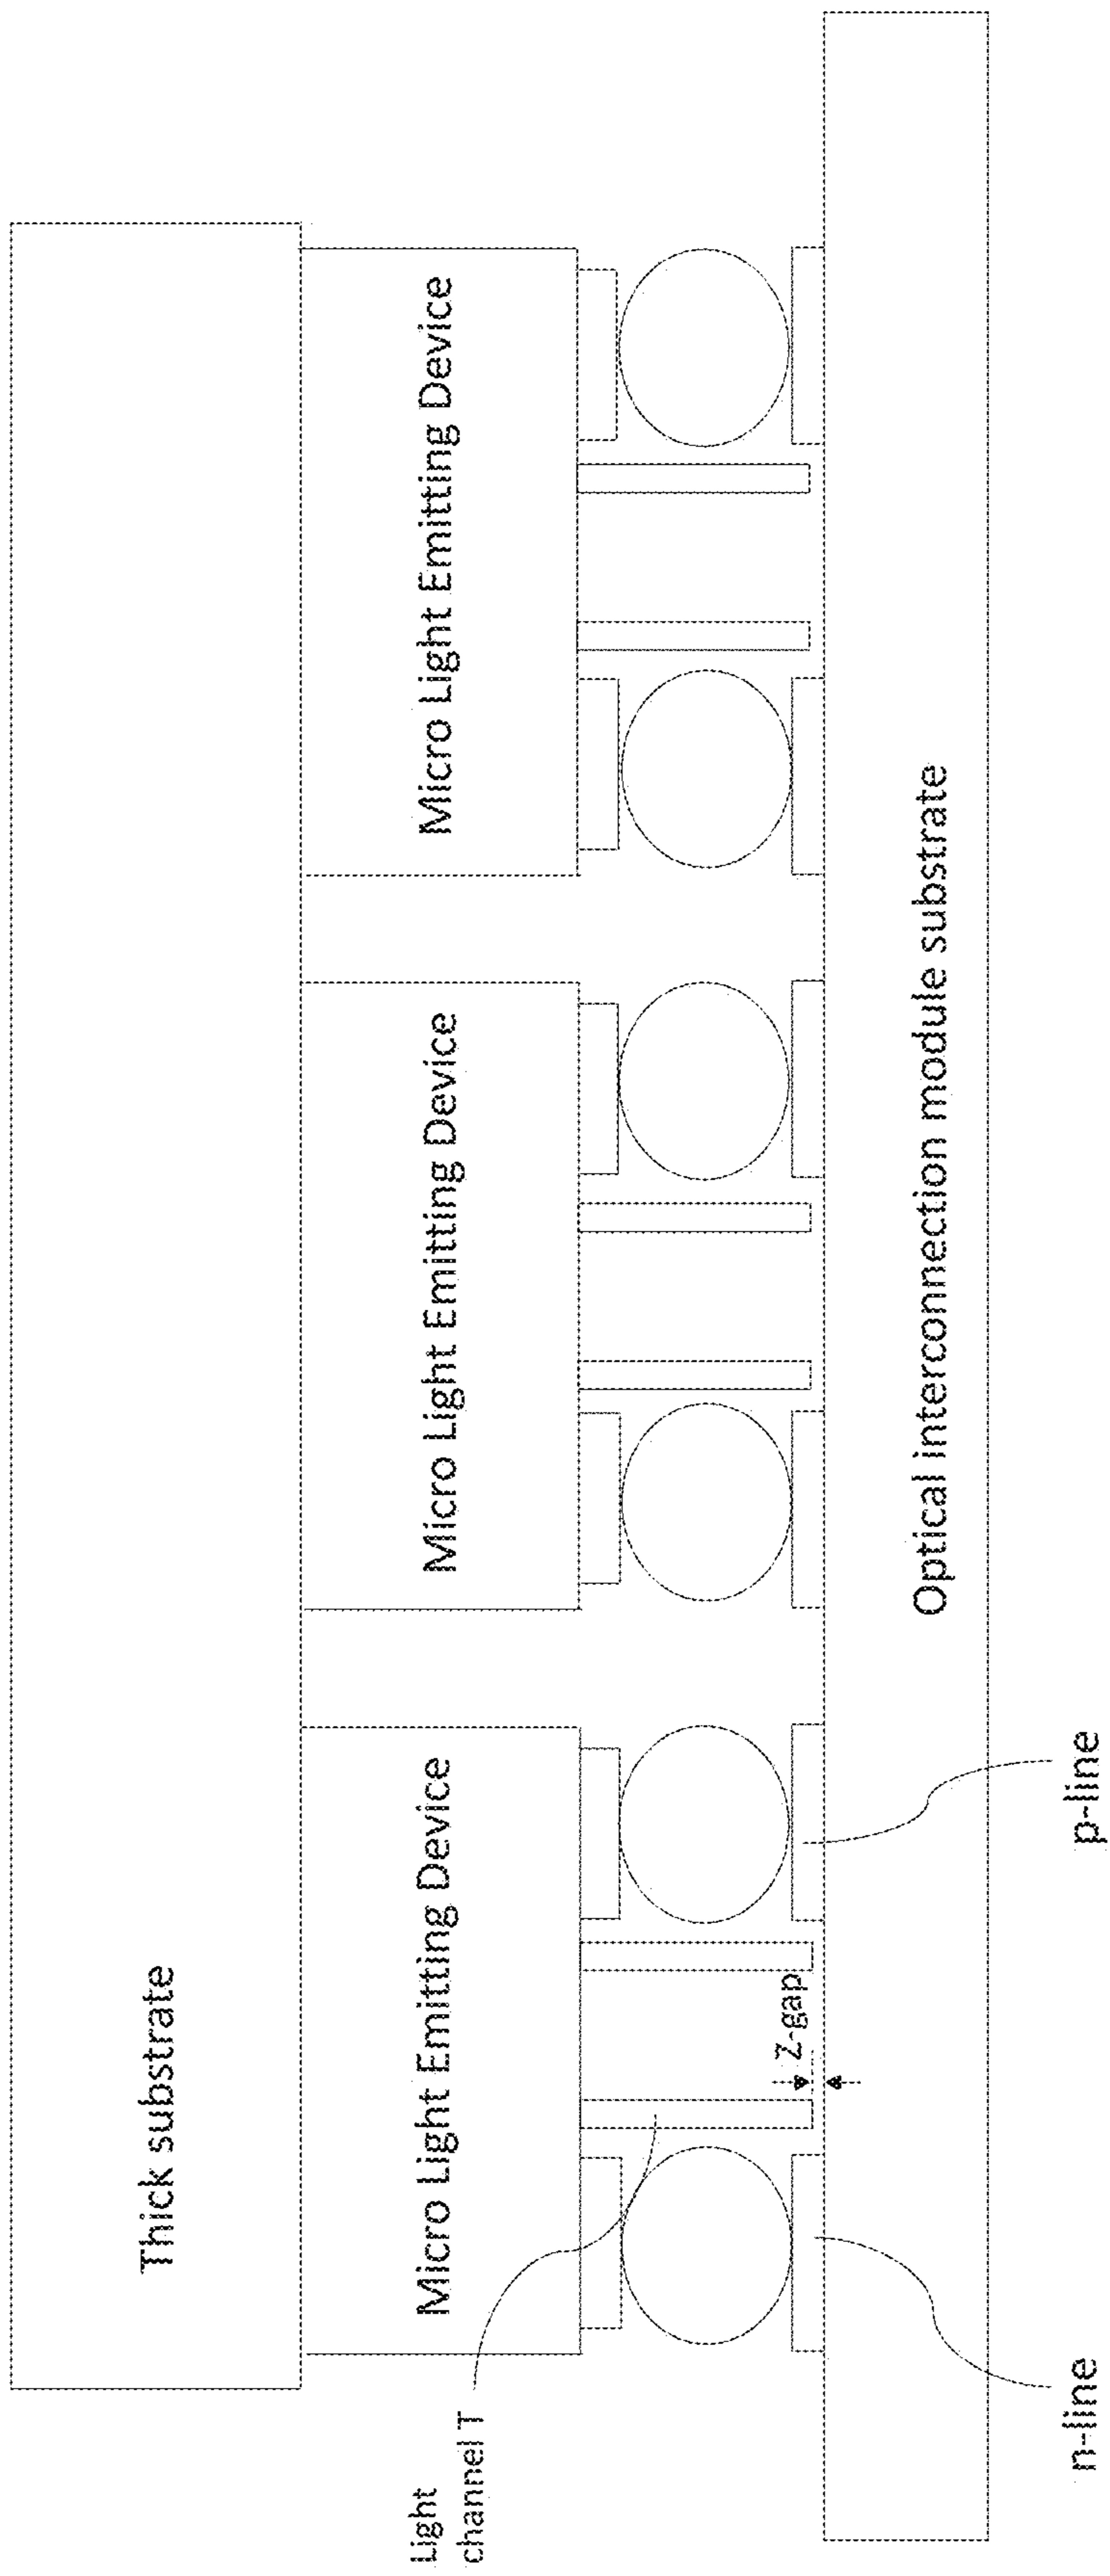 Thick substrate
Micro Light Emitting Device
Micro Light Emitting Device
Micro Light Emitting Device
Light
channel T
Z-gap
Optical interconnection module substrate
n-line
p-line